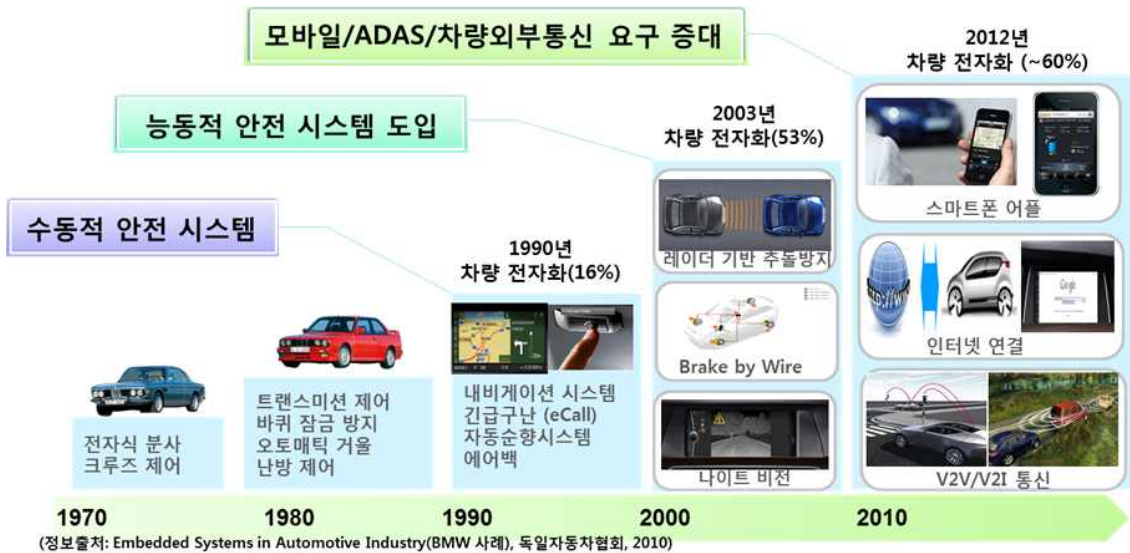 모바일/ADAS/차량외부통신 요구 증대
2012년
차량 전자화 (~60%)
능동적 안전 시스템 도입
2003년
차량 전자화(53%)
스마트폰 어플
수동적 안전 시스템
1990년
차량 전자화(16%)
레이더 기반 추돌방지
http://w
Google
인터넷 연결
Brake by Wire
전자식 분사
크루즈 제어
트랜스미션 제어
바퀴 잠금 방지
오토매틱 거울
난방 제어
내비게이션 시스템
긴급구난 (eCall)
자동순향시스템
에어백
나이트 비전
V2V/V2I 통신
1970
1980
1990
2000
2010
(정보출처: Embedded Systems in Automotive Industry(BMW 사례), 독일자동차협회, 2010)